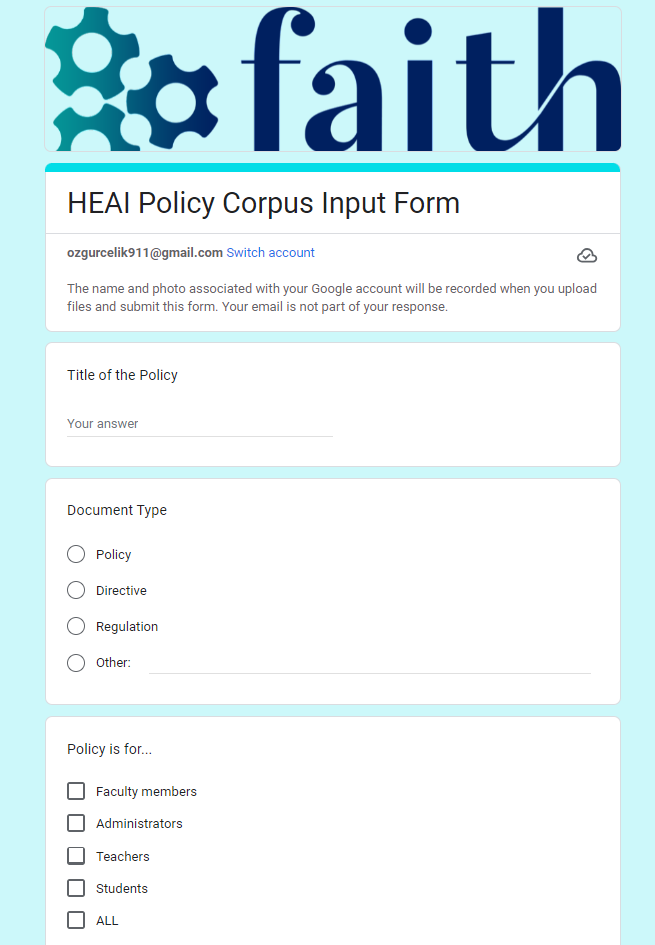 faith
HEAI Policy Corpus Input Form
ozgurcelik911@gmail.com Switch account
The name and photo associated with your Google account will be recorded when you upload
files and submit this form. Your email is not part of your response.
Title of the Policy
Your answer
Document Type
Policy
Directive
Regulation
Other:
Policy is for...
Faculty members
Administrators
Teachers
Students
ALL